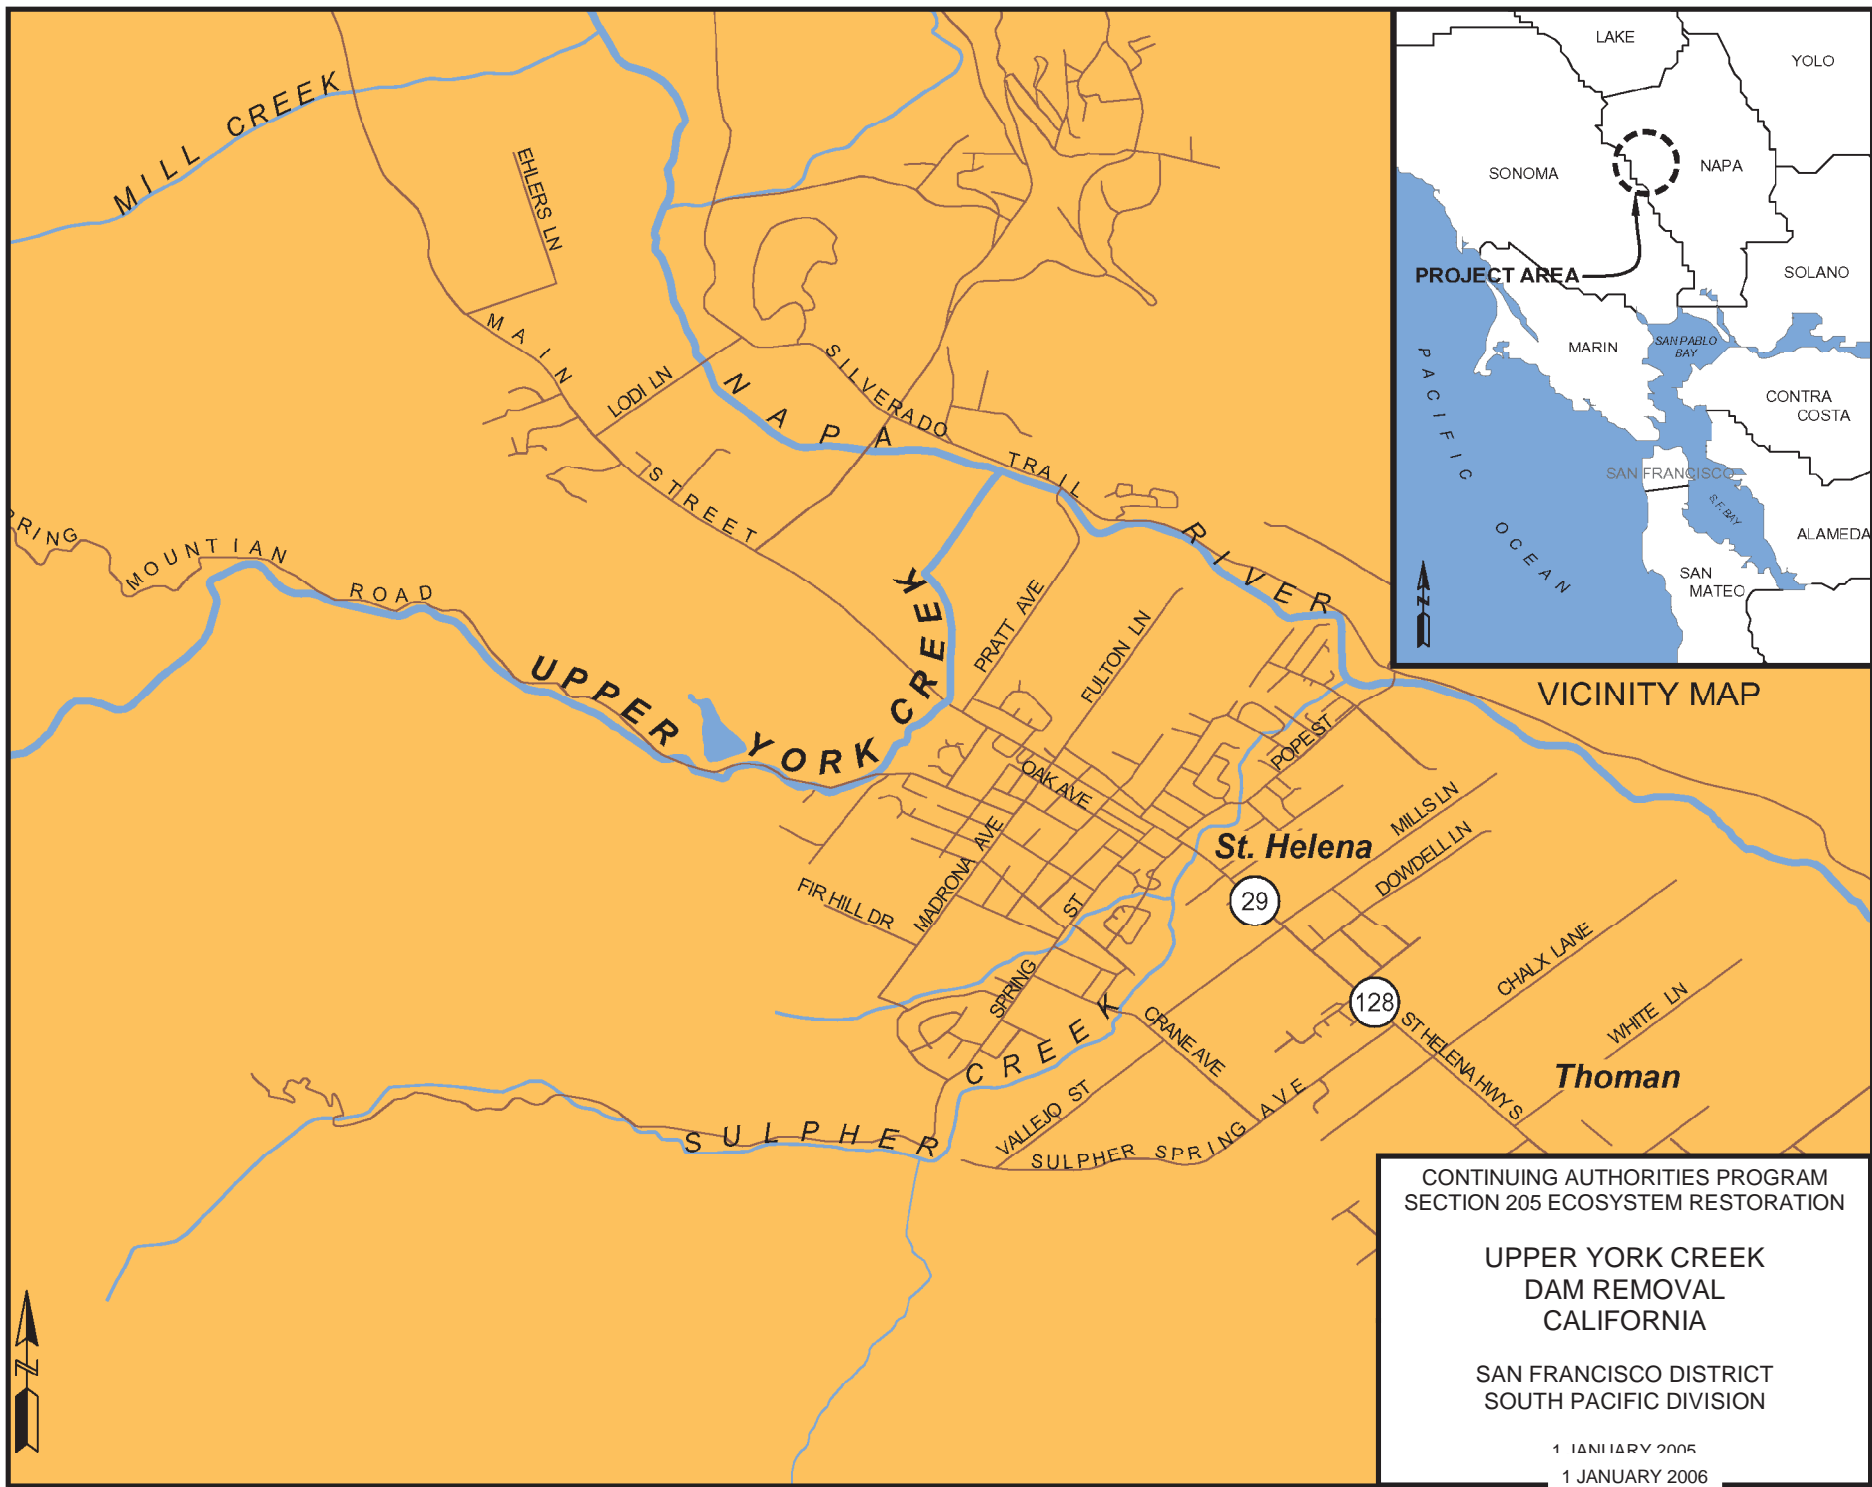 MILL CREEK
EHLERS LN
MAIN
STREET
LODI LN
SILVERADO
TRAIL
NAPA
RIVER
PRING
MOUNTIAN
ROAD
UPPER YORK CREEK
PRATT AVE
FULTON LN
POPE ST
OAK AVE
MADRONA AVE
FIR HILL DR
St. Helena
29
MILLS LN
DOWDELL LN
SPRING ST
CHALX LANE
128
WHITE LN
ST HELENA HWY S
Thoman
CRANE AVE
SULPHER CREEK
VALLEJO ST
SULPHER SPRING AVE
N
LAKE
YOLO
SONOMA
NAPA
PROJECT AREA
SOLANO
MARIN
SAN PABLO
BAY
CONTRA
COSTA
PACIFIC OCEAN
SAN FRANCISCO
S.F. BAY
ALAMEDA
SAN
MATEO
N
VICINITY MAP
CONTINUING AUTHORITIES PROGRAM
SECTION 205 ECOSYSTEM RESTORATION
UPPER YORK CREEK
DAM REMOVAL
CALIFORNIA
SAN FRANCISCO DISTRICT
SOUTH PACIFIC DIVISION
1 JANUARY 2005
1 JANUARY 2006